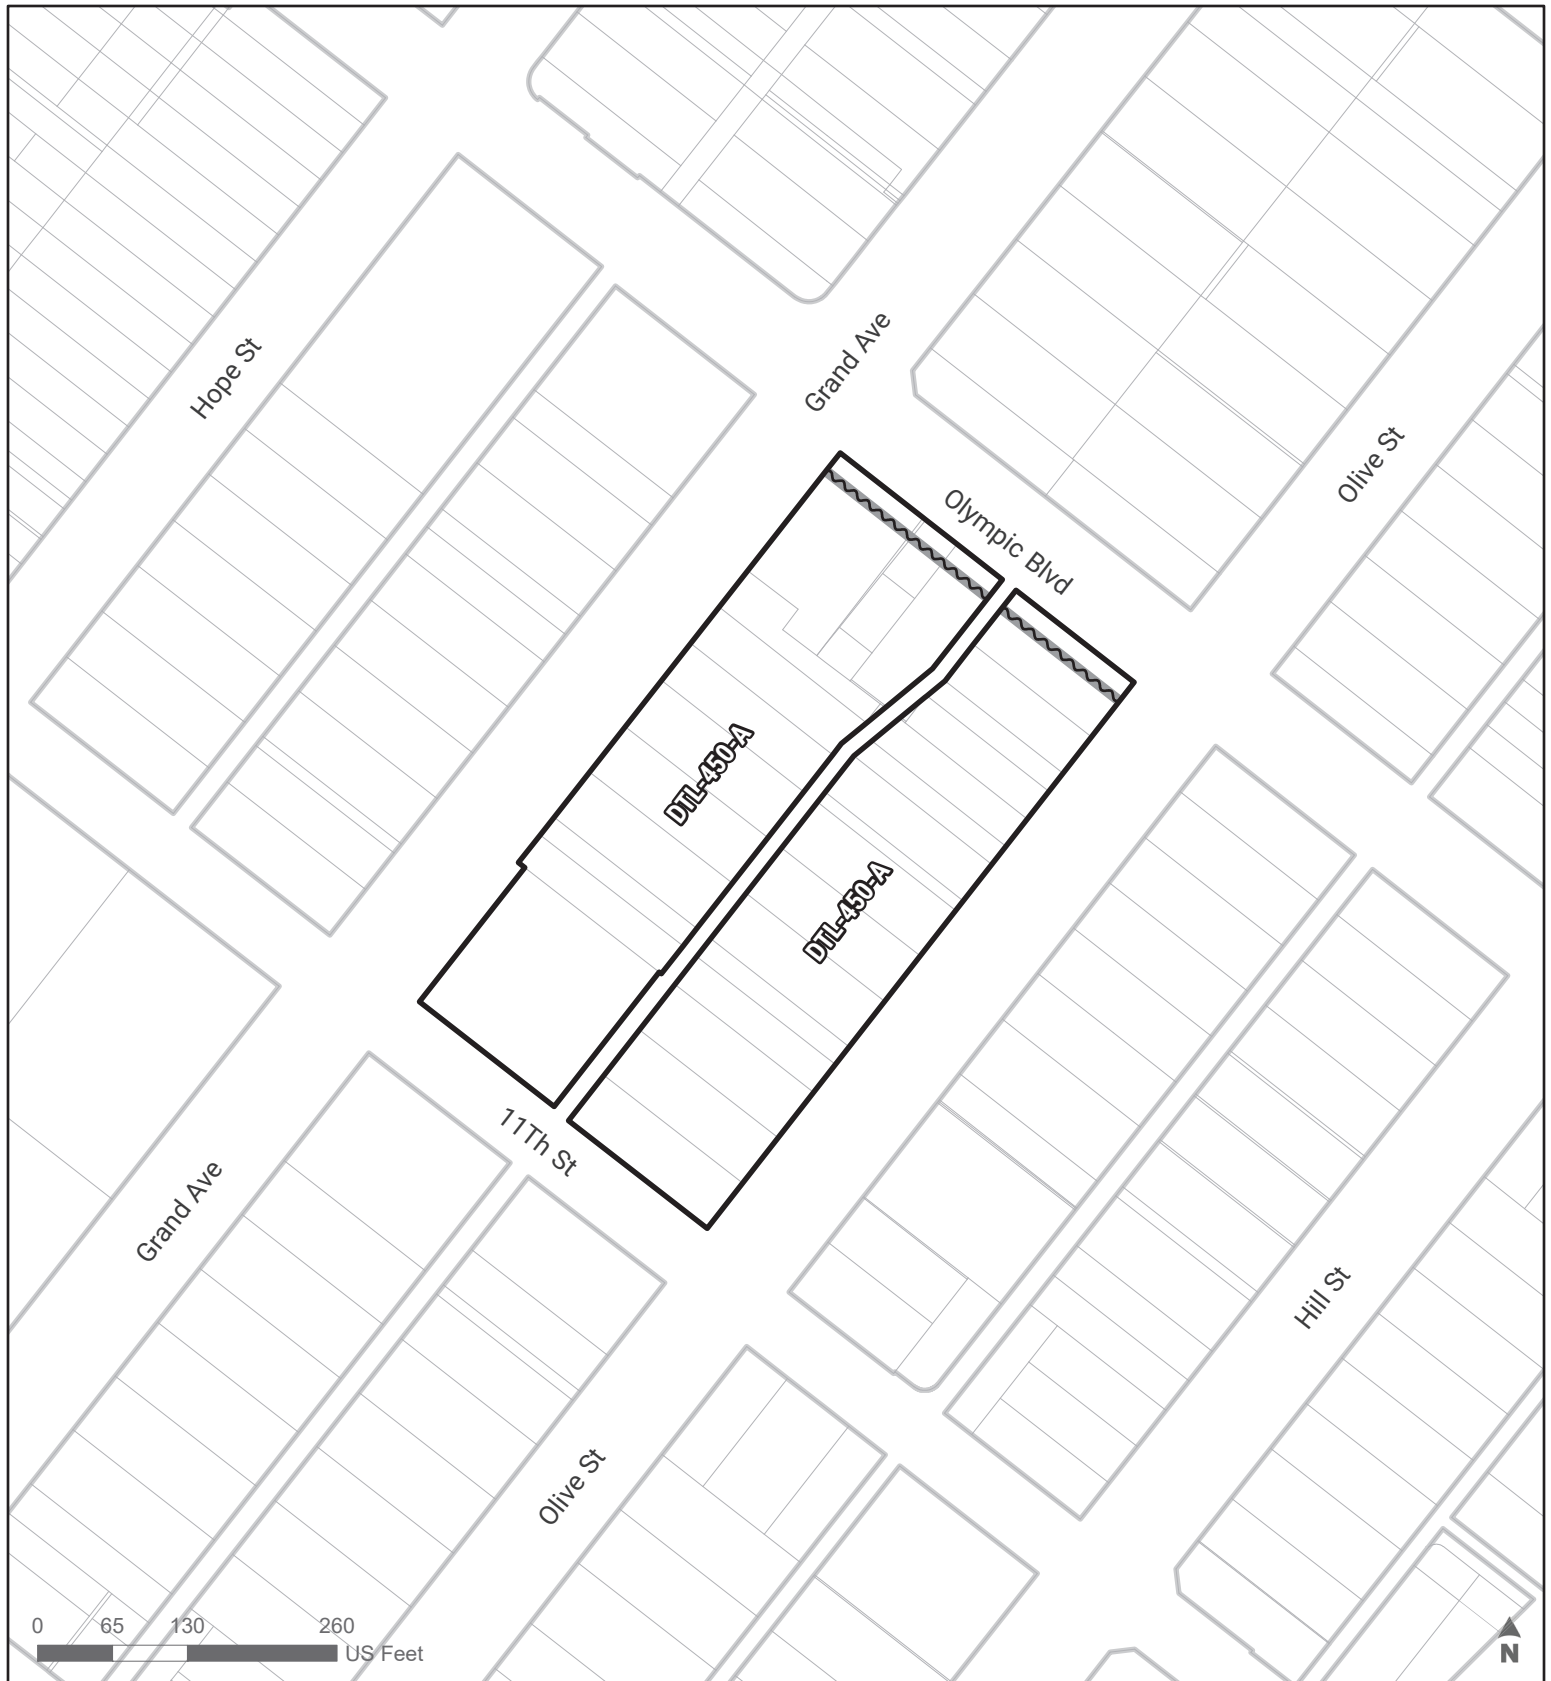 Grand Ave
Hope St
Olive St
Olympic Blvd
DTL-450-A
DTL-450-A
11Th St
Grand Ave
Hill St
Olive St
0 65 130 260
US Feet
N